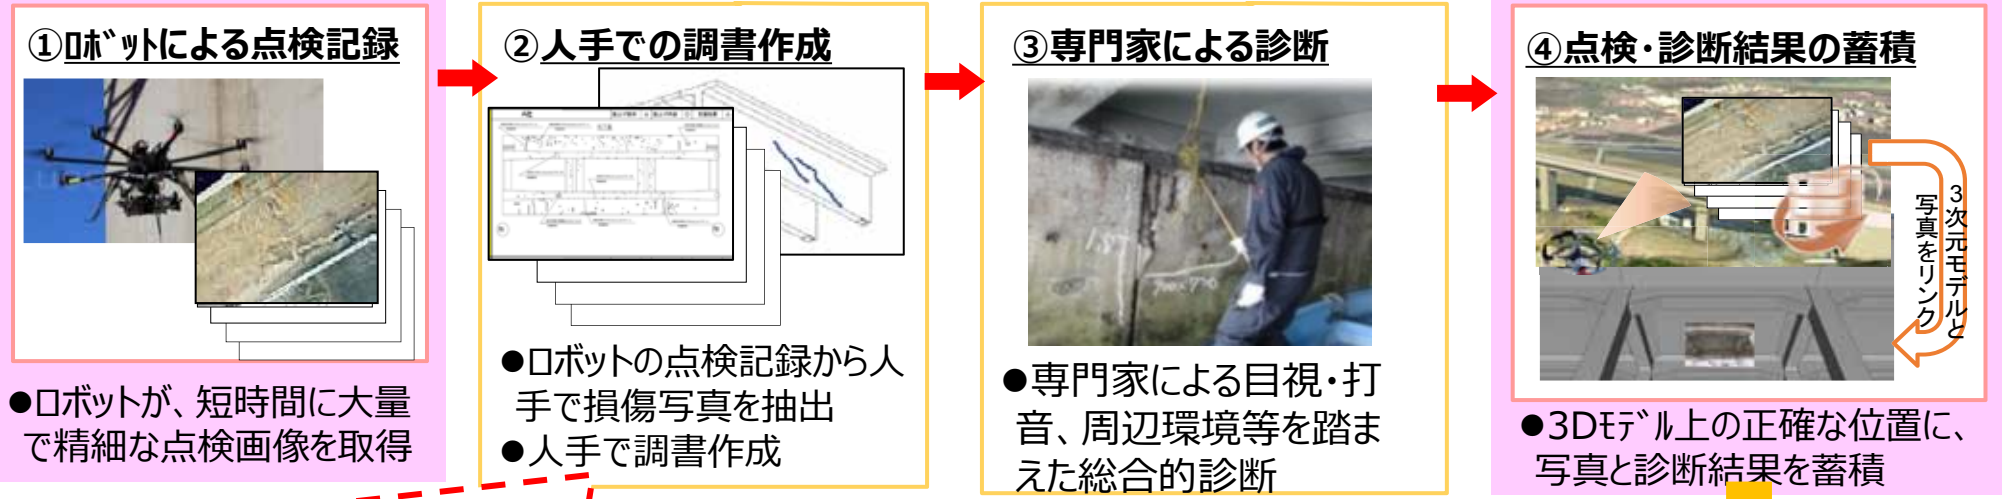 ①ﾛﾎﾞｯﾄによる点検記録
●ロボットが、短時間に大量
で精細な点検画像を取得
②人手での調書作成
●ロボットの点検記録から人
手で損傷写真を抽出
●人手で調書作成
③専門家による診断
●専門家による目視・打
音、周辺環境等を踏ま
えた総合的診断
④点検・診断結果の蓄積
３次元モデルと
写真をリンク
●3Dﾓﾃﾞﾙ上の正確な位置に、
写真と診断結果を蓄積